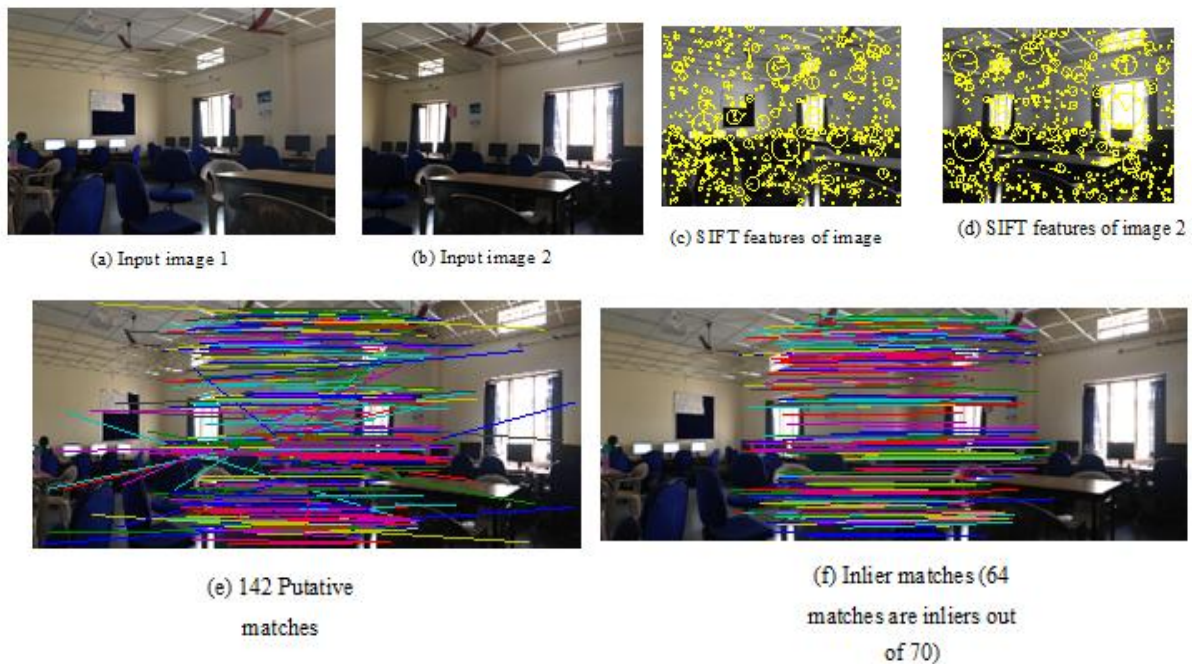 (a) Input image 1
(b) Input image 2
(c) SIFT features of image
(d) SIFT features of image 2
(e) 142 Putative
matches
(f) Inlier matches (64
matches are inliers out
of 70)